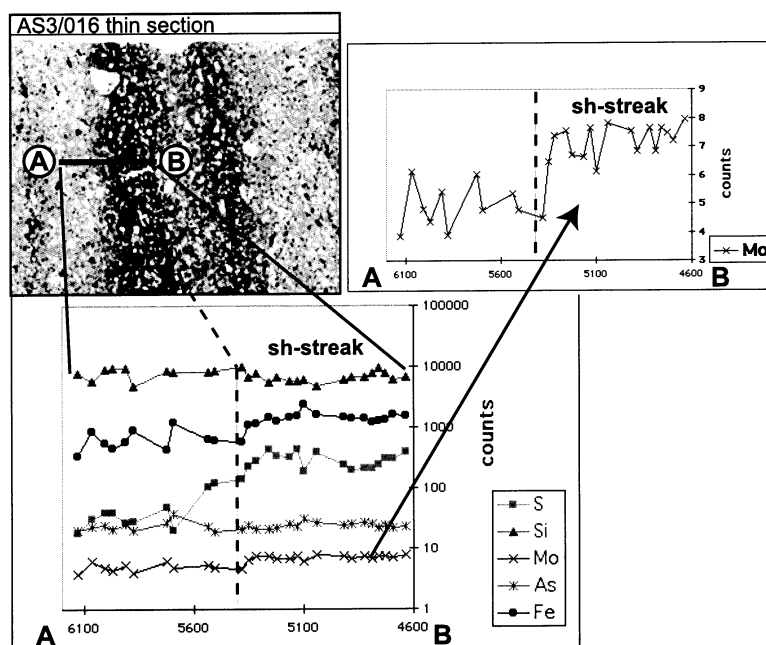 AS3/016 thin section
A
B
sh-streak
9
8
7
6
5
4
3
counts
Mo
6100
5600
5100
4600
A
B
sh-streak
100000
10000
1000
100
10
1
counts
S
Si
Mo
As
Fe
6100
5600
5100
4600
A
B